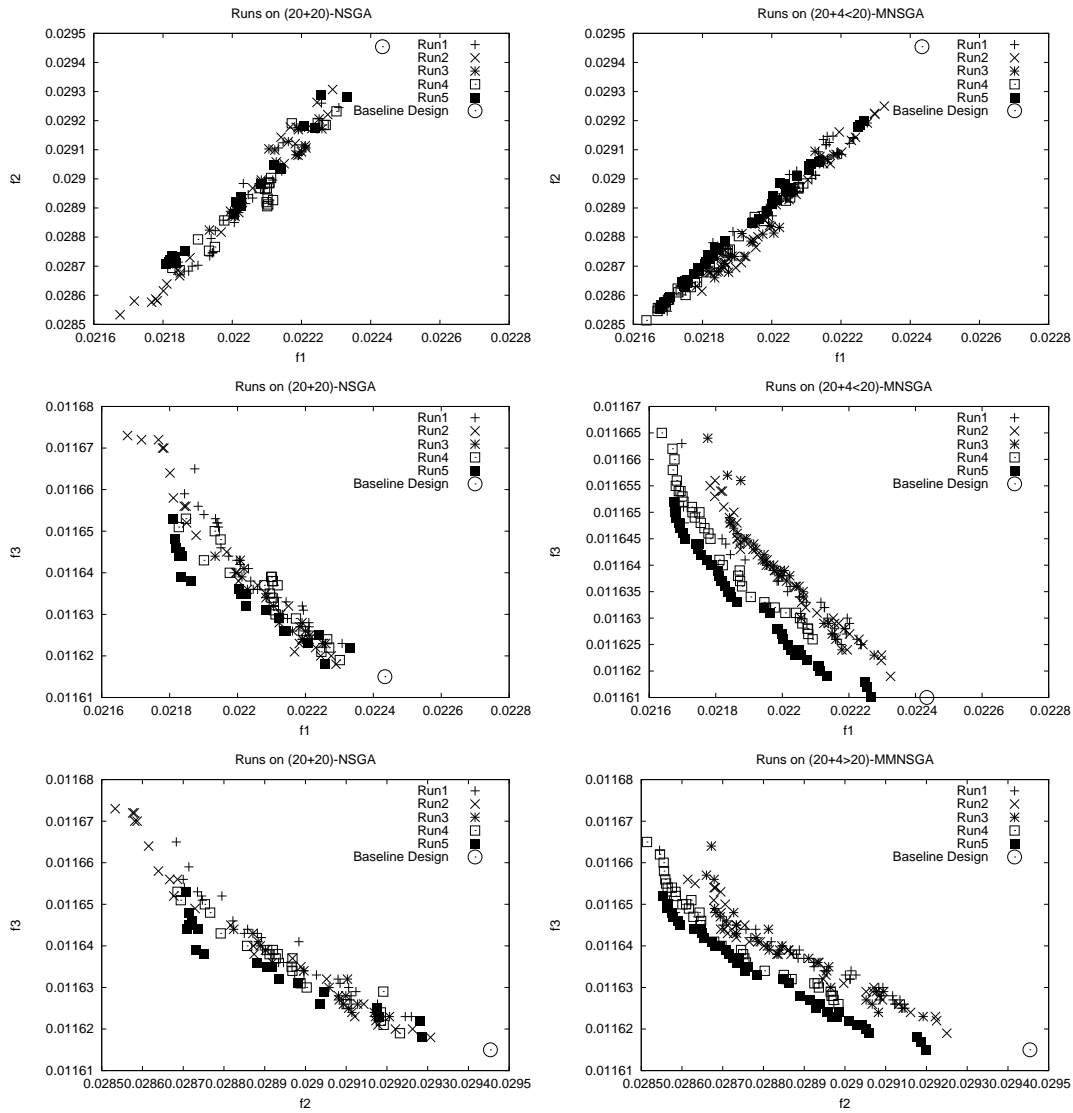 Runs on (20+20)-NSGA
0.0295
0.0294
0.0293
0.0292
0.0291
0.029
0.0289
0.0288
0.0287
0.0286
0.0285
f2
Run1
Run2
Run3
Run4
Run5
Baseline Design
0.0216 0.0218 0.022 0.0222 0.0224 0.0226 0.0228
f1
Runs on (20+4<20)-MNSGA
0.0295
0.0294
0.0293
0.0292
0.0291
0.029
0.0289
0.0288
0.0287
0.0286
0.0285
f2
Run1
Run2
Run3
Run4
Run5
Baseline Design
0.0216 0.0218 0.022 0.0222 0.0224 0.0226 0.0228
f1
Runs on (20+20)-NSGA
0.01168
0.01167
0.01166
0.01165
0.01164
0.01163
0.01162
0.01161
f3
Run1
Run2
Run3
Run4
Run5
Baseline Design
0.0216 0.0218 0.022 0.0222 0.0224 0.0226 0.0228
f1
Runs on (20+4<20)-MNSGA
0.01167
0.011665
0.01166
0.011655
0.01165
0.011645
0.01164
0.011635
0.01163
0.011625
0.01162
0.01161
f3
Run1
Run2
Run3
Run4
Run5
Baseline Design
0.0216 0.0218 0.022 0.0222 0.0224 0.0226 0.0228
f1
Runs on (20+20)-NSGA
0.01168
0.01167
0.01166
0.01165
0.01164
0.01163
0.01162
0.01161
f3
Run1
Run2
Run3
Run4
Run5
Baseline Design
0.02850.02860.02870.02880.0289 0.029 0.02910.02920.02930.02940.0295
f2
Runs on (20+4>20)-MMNSGA
0.01168
0.01167
0.01166
0.01165
0.01164
0.01163
0.01162
0.01161
f3
Run1
Run2
Run3
Run4
Run5
Baseline Design
0.02850.02860.02870.02880.0289 0.029 0.02910.02920.02930.02940.0295
f2